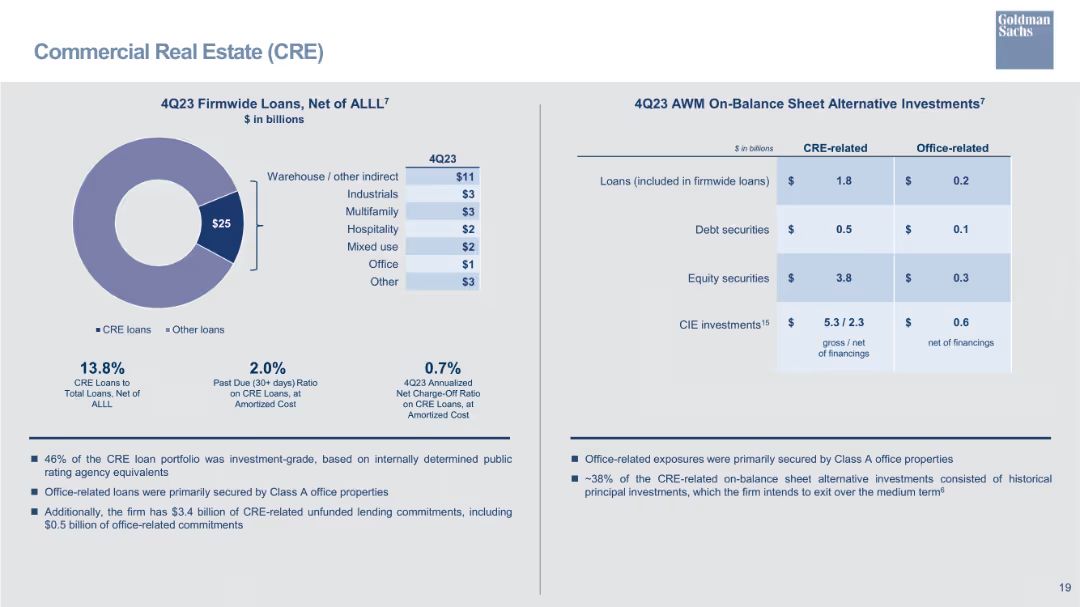 Goldman
Sachs
Commercial Real Estate (CRE)
4Q23 Firmwide Loans, Net of ALLL⁷
$ in billions
$25
4Q23
Warehouse / other indirect $11
Industrials $3
Multifamily $3
Hospitality $2
Mixed use $2
Office $1
Other $3
CRE loans Other loans
13.8%
CRE Loans to
Total Loans, Net of
ALLL
2.0%
Past Due (30+ days) Ratio
on CRE Loans, at
Amortized Cost
0.7%
4Q23 Annualized
Net Charge-Off Ratio
on CRE Loans, at
Amortized Cost
■ 46% of the CRE loan portfolio was investment-grade, based on internally determined public
rating agency equivalents
■ Office-related loans were primarily secured by Class A office properties
■ Additionally, the firm has $3.4 billion of CRE-related unfunded lending commitments, including
$0.5 billion of office-related commitments
4Q23 AWM On-Balance Sheet Alternative Investments⁷
$ in billions CRE-related Office-related
Loans (included in firmwide loans) $ 1.8 $ 0.2
Debt securities $ 0.5 $ 0.1
Equity securities $ 3.8 $ 0.3
CIE investments¹⁵ $ 5.3 / 2.3 $ 0.6
gross / net net of financings
of financings
■ Office-related exposures were primarily secured by Class A office properties
■ ~38% of the CRE-related on-balance sheet alternative investments consisted of historical
principal investments, which the firm intends to exit over the medium term⁶
19